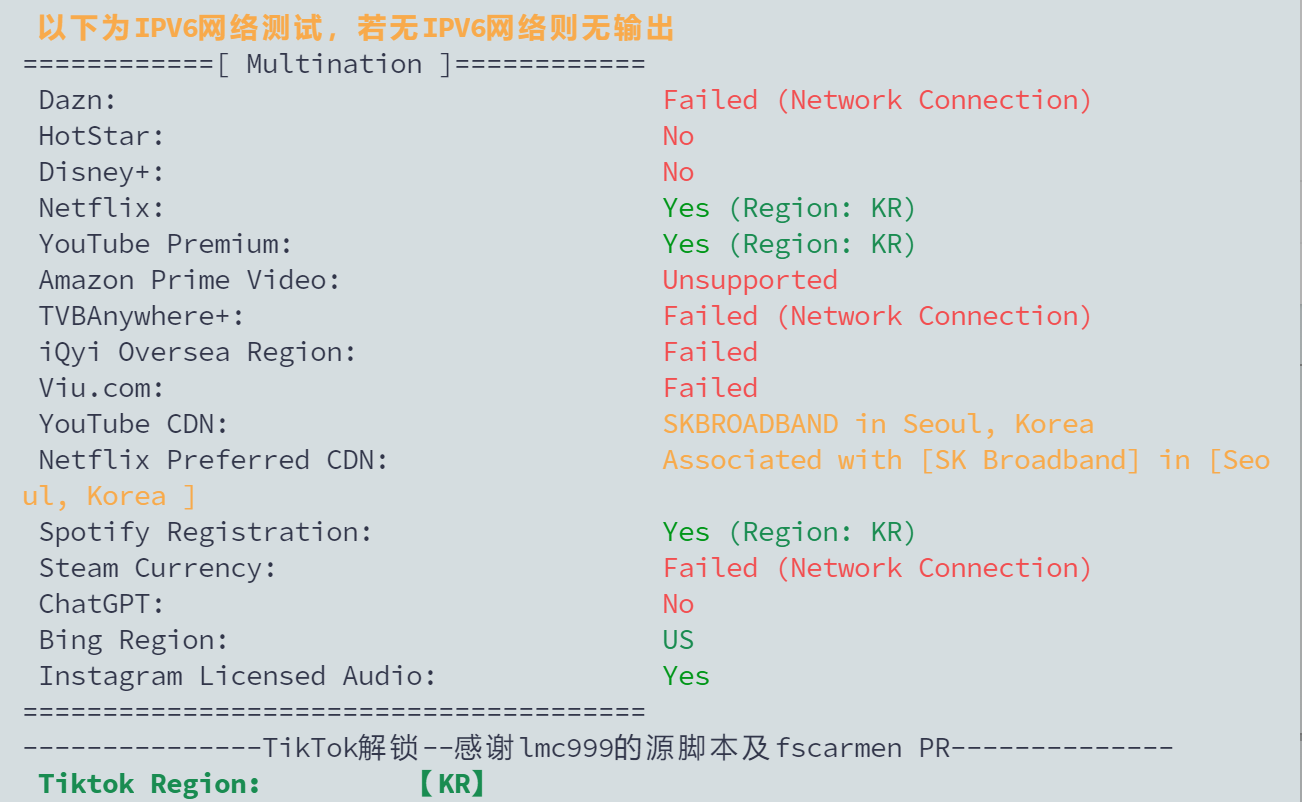 以下为IPV6网络测试, 若无IPV6网络则无输出
============[ Multination ]============
Dazn: Failed (Network Connection)
HotStar: No
Disney+: No
Netflix: Yes (Region: KR)
YouTube Premium: Yes (Region: KR)
Amazon Prime Video: Unsupported
TVBAnywhere+: Failed (Network Connection)
iQyi Oversea Region: Failed
Viu.com: Failed
YouTube CDN: SKBROADBAND in Seoul, Korea
Netflix Preferred CDN: Associated with [SK Broadband] in [Seo
ul, Korea ]
Spotify Registration: Yes (Region: KR)
Steam Currency: Failed (Network Connection)
ChatGPT: No
Bing Region: US
Instagram Licensed Audio: Yes
=======================================
---------------TikTok解锁--感谢lmc999的源脚本及fscarmen PR--------------
Tiktok Region: 【KR】